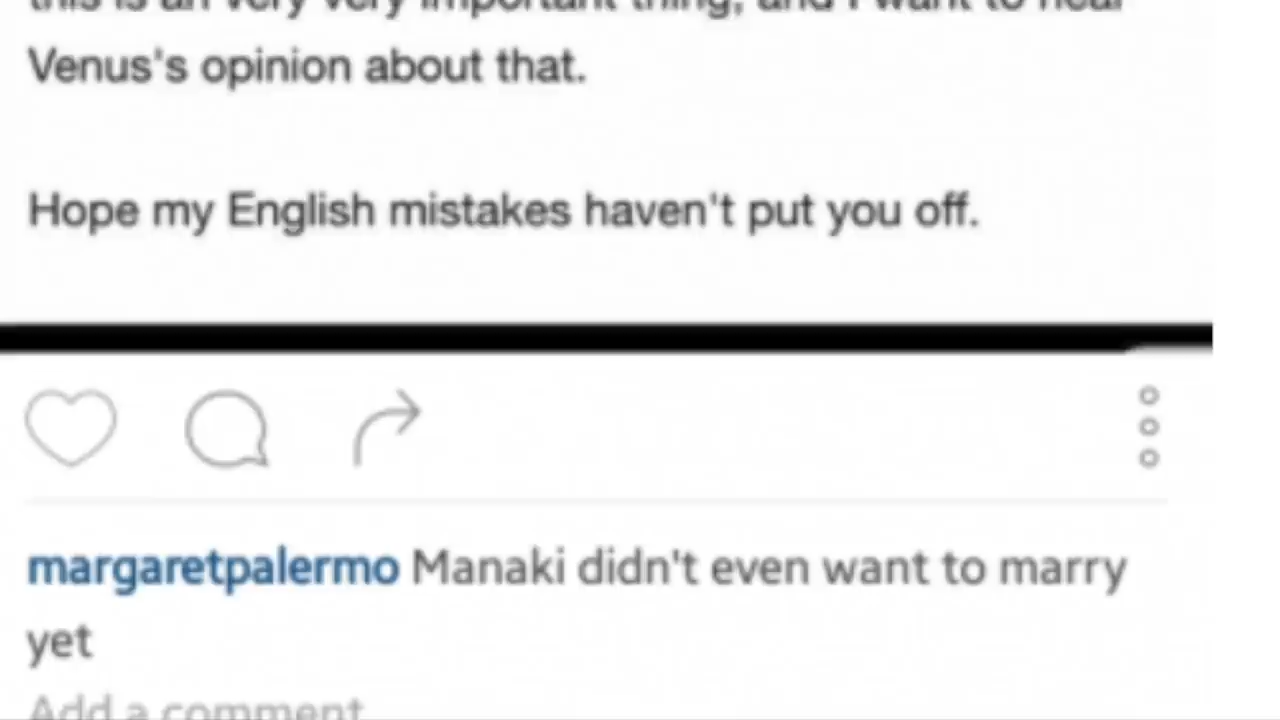 this is an very very important thing, and I want to hear
Venus's opinion about that.
Hope my English mistakes haven't put you off.
margaretpalermo Manaki didn't even want to marry
yet
Add a comment